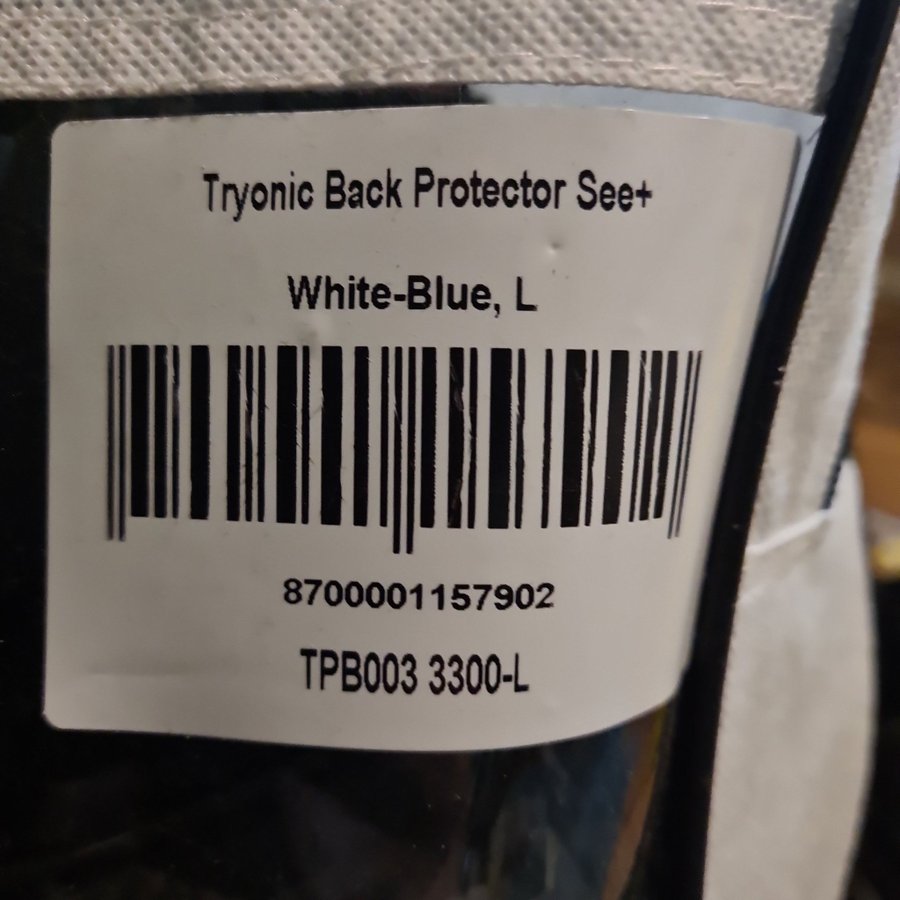 Tryonic Back Protector See+
White-Blue, L
8700001157902
TPB003 3300-L